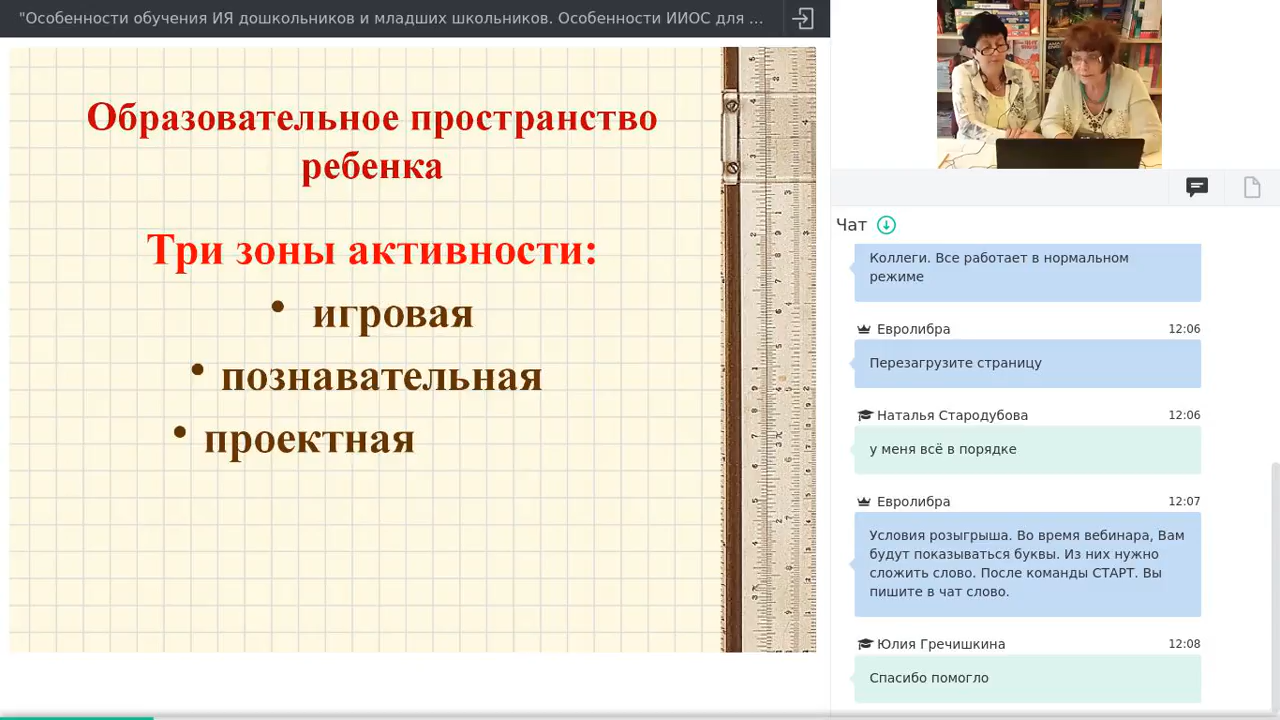 "Особенности обучения ИЯ дошкольников и младших школьников. Особенности ИИОС для ...
Образовательное пространство
ребенка
Три зоны активности:
• игровая
• познавательная
• проектная
Чат
Коллеги. Все работает в нормальном
режиме
Евролибра 12:06
Перезагрузите страницу
Наталья Стародубова 12:06
у меня всё в порядке
Евролибра 12:07
Условия розыгрыша. Во время вебинара, Вам
будут показываться буквы. Из них нужно
сложить слово. После команды СТАРТ. Вы
пишите в чат слово.
Юлия Гречишкина 12:08
Спасибо помогло